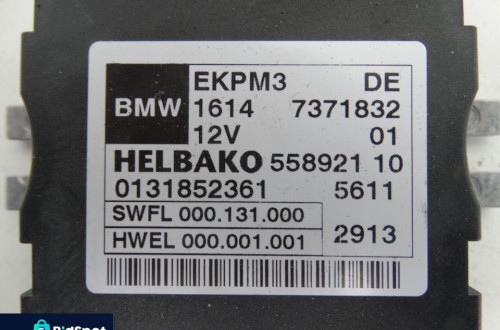 EKPM3 DE
BMW 1614 7371832
12V 01
HELBAKO 558921 10
0131852361 5611
SWFL 000.131.000
HWEL 000.001.001 2913
BidSpot